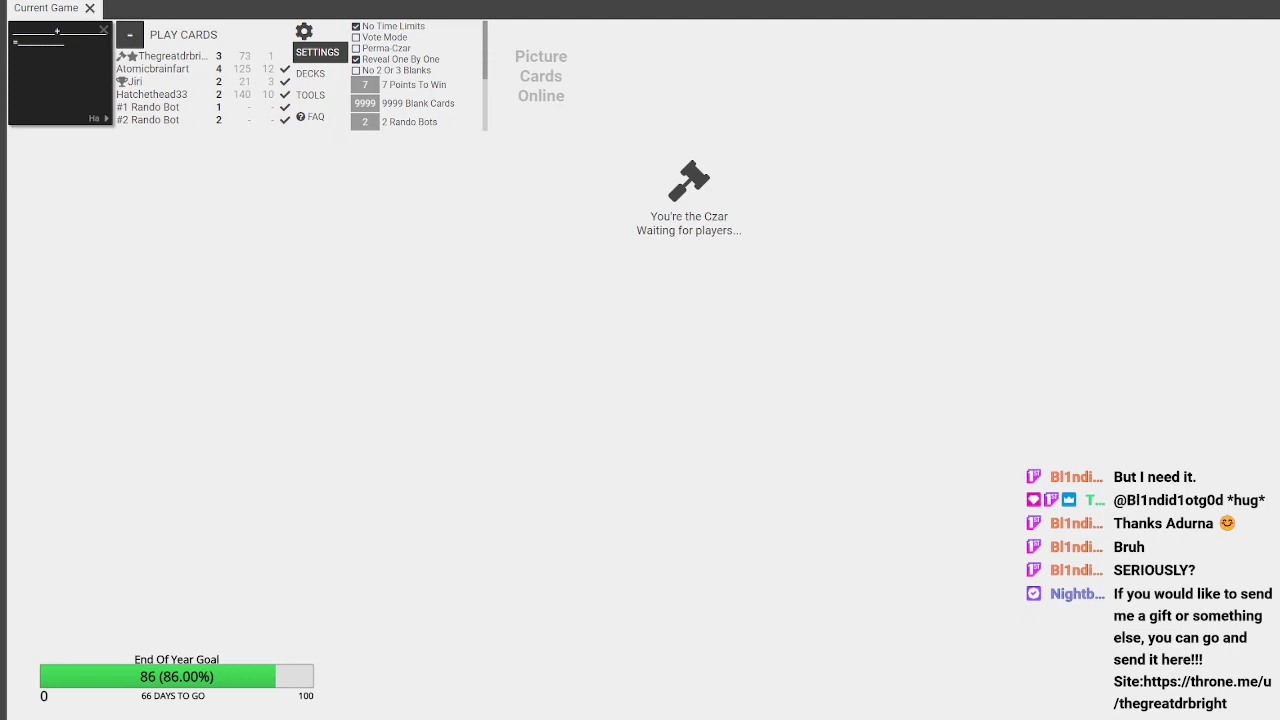 Current Game
__________+__________
=__________
Ha
- PLAY CARDS
Thegreatdrbri... 3 73 1
Atomicbrainfart 4 125 12
Jiri 2 21 3
Hatchethead33 2 140 10
#1 Rando Bot 1 - -
#2 Rando Bot 2 - -
SETTINGS
DECKS
TOOLS
FAQ
No Time Limits
Vote Mode
Perma-Czar
Reveal One By One
No 2 Or 3 Blanks
7 7 Points To Win
9999 9999 Blank Cards
2 2 Rando Bots
Picture
Cards
Online
You're the Czar
Waiting for players...
Bl1ndi... But I need it.
T... @Bl1ndid1otg0d *hug*
Bl1ndi... Thanks Adurna 😊
Bl1ndi... Bruh
Bl1ndi... SERIOUSLY?
Nightb... If you would like to send
me a gift or something
else, you can go and
send it here!!!
Site:https://throne.me/u
/thegreatdrbright
End Of Year Goal
86 (86.00%)
0 66 DAYS TO GO 100